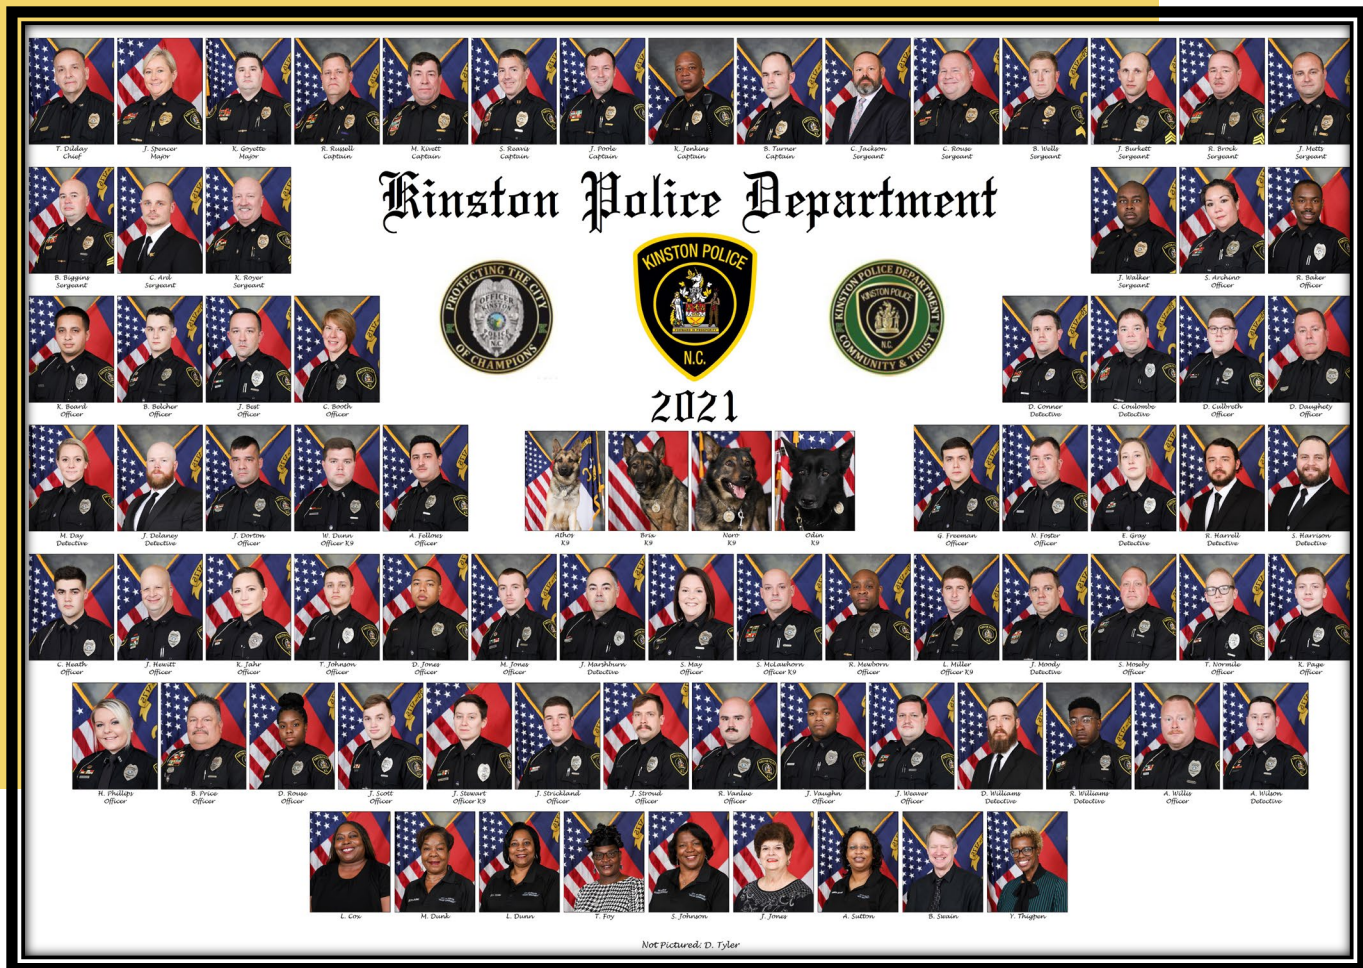 T. Dilday
Chief
J. Spencer
Major
K. Goyette
Major
R. Russell
Captain
M. Kivett
Captain
S. Reavis
Captain
J. Poole
Captain
K. Jenkins
Captain
B. Turner
Captain
C. Jackson
Sergeant
C. Rouse
Sergeant
B. Wells
Sergeant
J. Burkett
Sergeant
R. Brock
Sergeant
J. Metts
Sergeant
Kinston Police Department
B. Biggins
Sergeant
C. Ard
Sergeant
K. Royer
Sergeant
J. Walker
Sergeant
S. Archino
Officer
R. Baker
Officer
PROTECTING THE CITY
OFFICER
KINSTON
N.C.
OF CHAMPIONS
KINSTON POLICE
N.C.
KINSTON POLICE DEPARTMENT
KINSTON POLICE
N.C.
COMMUNITY & TRUST
K. Beard
Officer
B. Belcher
Officer
J. Best
Officer
C. Booth
Officer
D. Conner
Detective
C. Coulombe
Detective
D. Culbreth
Officer
D. Daughety
Officer
2021
M. Day
Detective
J. Delaney
Detective
J. Dorton
Officer
W. Dunn
Officer K9
A. Fellows
Officer
Athos
K9
Brix
K9
Nero
K9
Odin
K9
G. Freeman
Officer
N. Foster
Officer
E. Gray
Detective
R. Harrell
Detective
S. Harrison
Detective
C. Heath
Officer
J. Hewitt
Officer
K. Jahr
Officer
T. Johnson
Officer
D. Jones
Officer
M. Jones
Officer
J. Marshburn
Detective
S. May
Officer
S. McLawhorn
Officer K9
R. Mewborn
Officer
L. Miller
Officer K9
J. Moody
Detective
S. Moseby
Officer
T. Normile
Officer
K. Page
Officer
H. Phillips
Officer
B. Price
Officer
D. Rouse
Officer
J. Scott
Officer
J. Stewart
Officer K9
J. Strickland
Officer
J. Stroud
Officer
R. Vanlue
Officer
J. Vaughn
Officer
J. Weaver
Officer
D. Williams
Detective
R. Williams
Detective
A. Willis
Officer
A. Wilson
Detective
L. Cox
M. Dunk
L. Dunn
T. Foy
S. Johnson
J. Jones
A. Sutton
B. Swain
Y. Thigpen
Not Pictured: D. Tyler